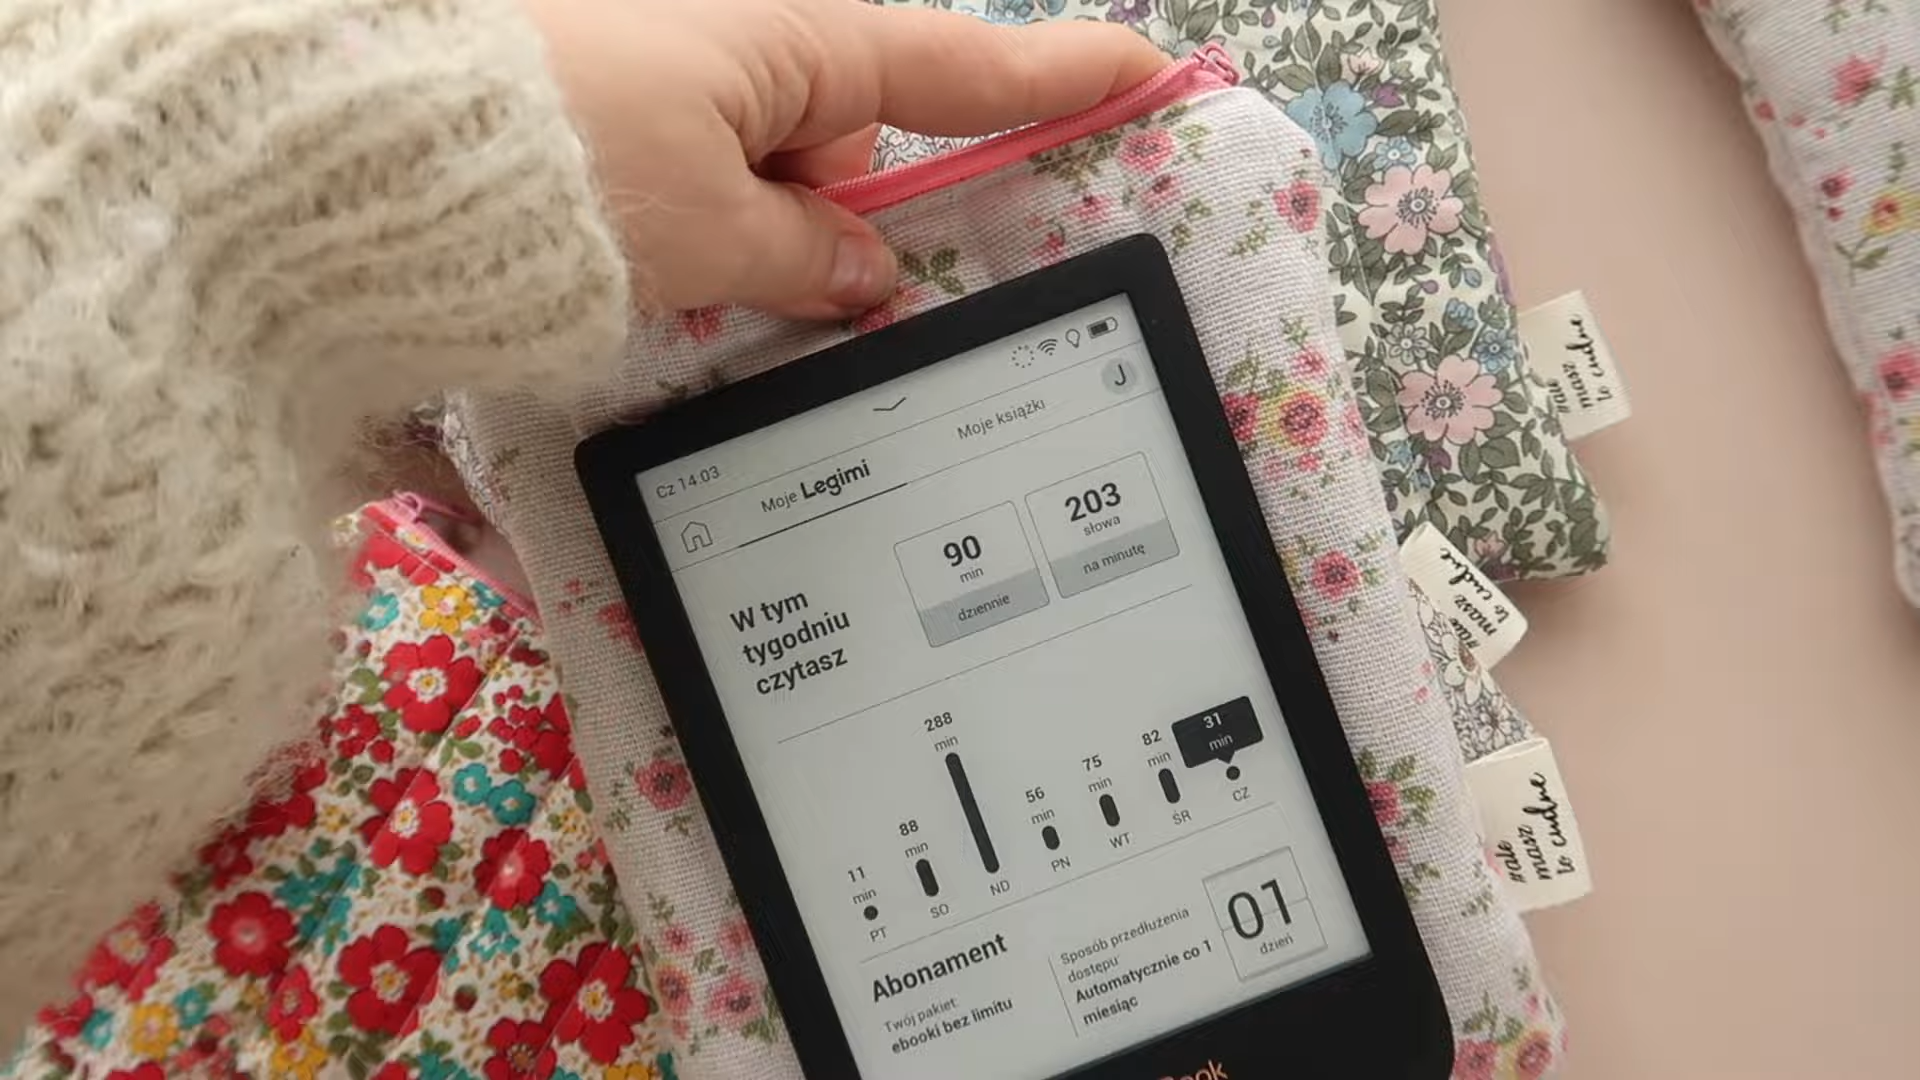 Cz 14:03
Moje Legimi
Moje książki
J
W tym
tygodniu
czytasz
90
min
dziennie
203
słowa
na minutę
11
min
PT
88
min
SO
288
min
ND
56
min
PN
75
min
WT
82
min
ŚR
31
min
CZ
Abonament
Twój pakiet:
ebooki bez limitu
Sposób przedłużenia
dostępu:
Automatycznie co 1
miesiąc
01
dzień
#ale
masz
te cudne
#ale
masz
te cudne
#ale
masz
te cudne